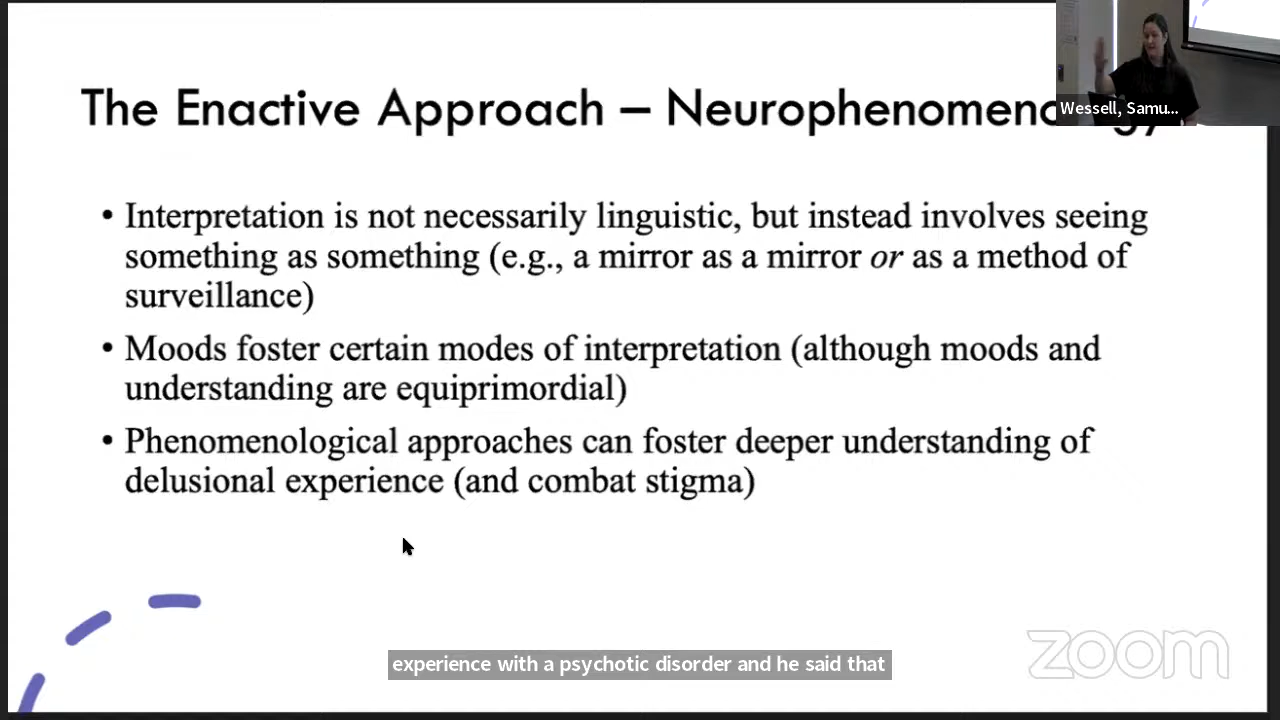 The Enactive Approach – Neurophenomeno gy
Wessell, Samu...
• Interpretation is not necessarily linguistic, but instead involves seeing
something as something (e.g., a mirror as a mirror or as a method of
surveillance)
• Moods foster certain modes of interpretation (although moods and
understanding are equiprimordial)
• Phenomenological approaches can foster deeper understanding of
delusional experience (and combat stigma)
experience with a psychotic disorder and he said that
zoom